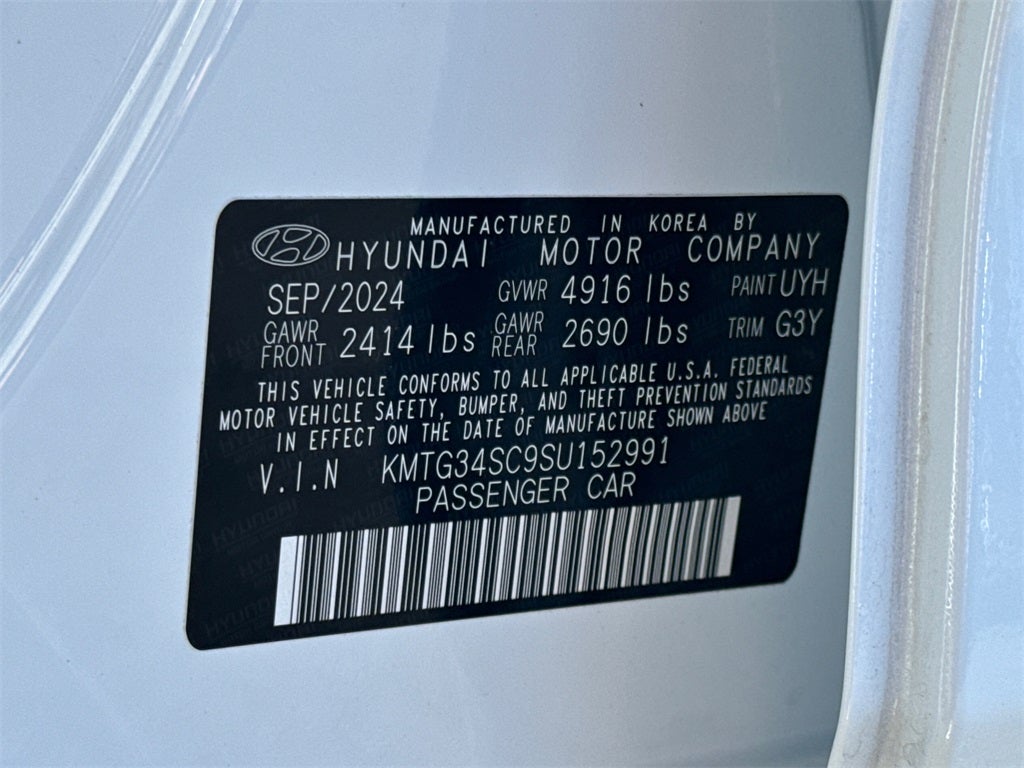 MANUFACTURED IN KOREA BY
HYUNDAI MOTOR COMPANY
SEP/2024 GVWR 4916 lbs PAINT UYH
GAWR FRONT 2414 lbs GAWR REAR 2690 lbs TRIM G3Y
THIS VEHICLE CONFORMS TO ALL APPLICABLE U.S.A. FEDERAL
MOTOR VEHICLE SAFETY, BUMPER, AND THEFT PREVENTION STANDARDS
IN EFFECT ON THE DATE OF MANUFACTURE SHOWN ABOVE
V.I.N KMTG34SC9SU152991
PASSENGER CAR